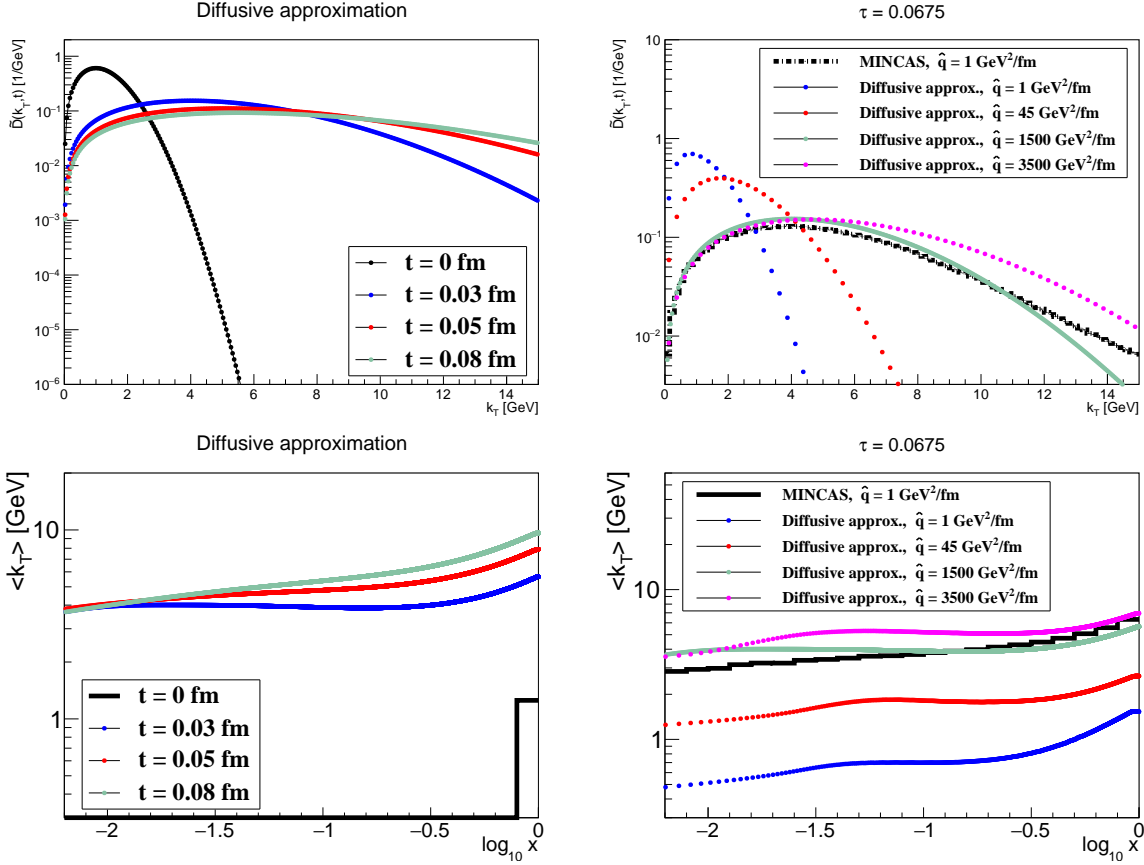 Diffusive approximation
D̃(k_T,t) [1/GeV]
1
10⁻¹
10⁻²
10⁻³
10⁻⁴
10⁻⁵
10⁻⁶
t = 0 fm
t = 0.03 fm
t = 0.05 fm
t = 0.08 fm
0 2 4 6 8 10 12 14
k_T [GeV]
τ = 0.0675
D̃(k_T,t) [1/GeV]
10
1
10⁻¹
10⁻²
MINCAS, q̂ = 1 GeV²/fm
Diffusive approx., q̂ = 1 GeV²/fm
Diffusive approx., q̂ = 45 GeV²/fm
Diffusive approx., q̂ = 1500 GeV²/fm
Diffusive approx., q̂ = 3500 GeV²/fm
0 2 4 6 8 10 12 14
k_T [GeV]
Diffusive approximation
<k_T> [GeV]
10
1
t = 0 fm
t = 0.03 fm
t = 0.05 fm
t = 0.08 fm
−2 −1.5 −1 −0.5 0
log₁₀ x
τ = 0.0675
<k_T> [GeV]
10
1
MINCAS, q̂ = 1 GeV²/fm
Diffusive approx., q̂ = 1 GeV²/fm
Diffusive approx., q̂ = 45 GeV²/fm
Diffusive approx., q̂ = 1500 GeV²/fm
Diffusive approx., q̂ = 3500 GeV²/fm
−2 −1.5 −1 −0.5 0
log₁₀ x